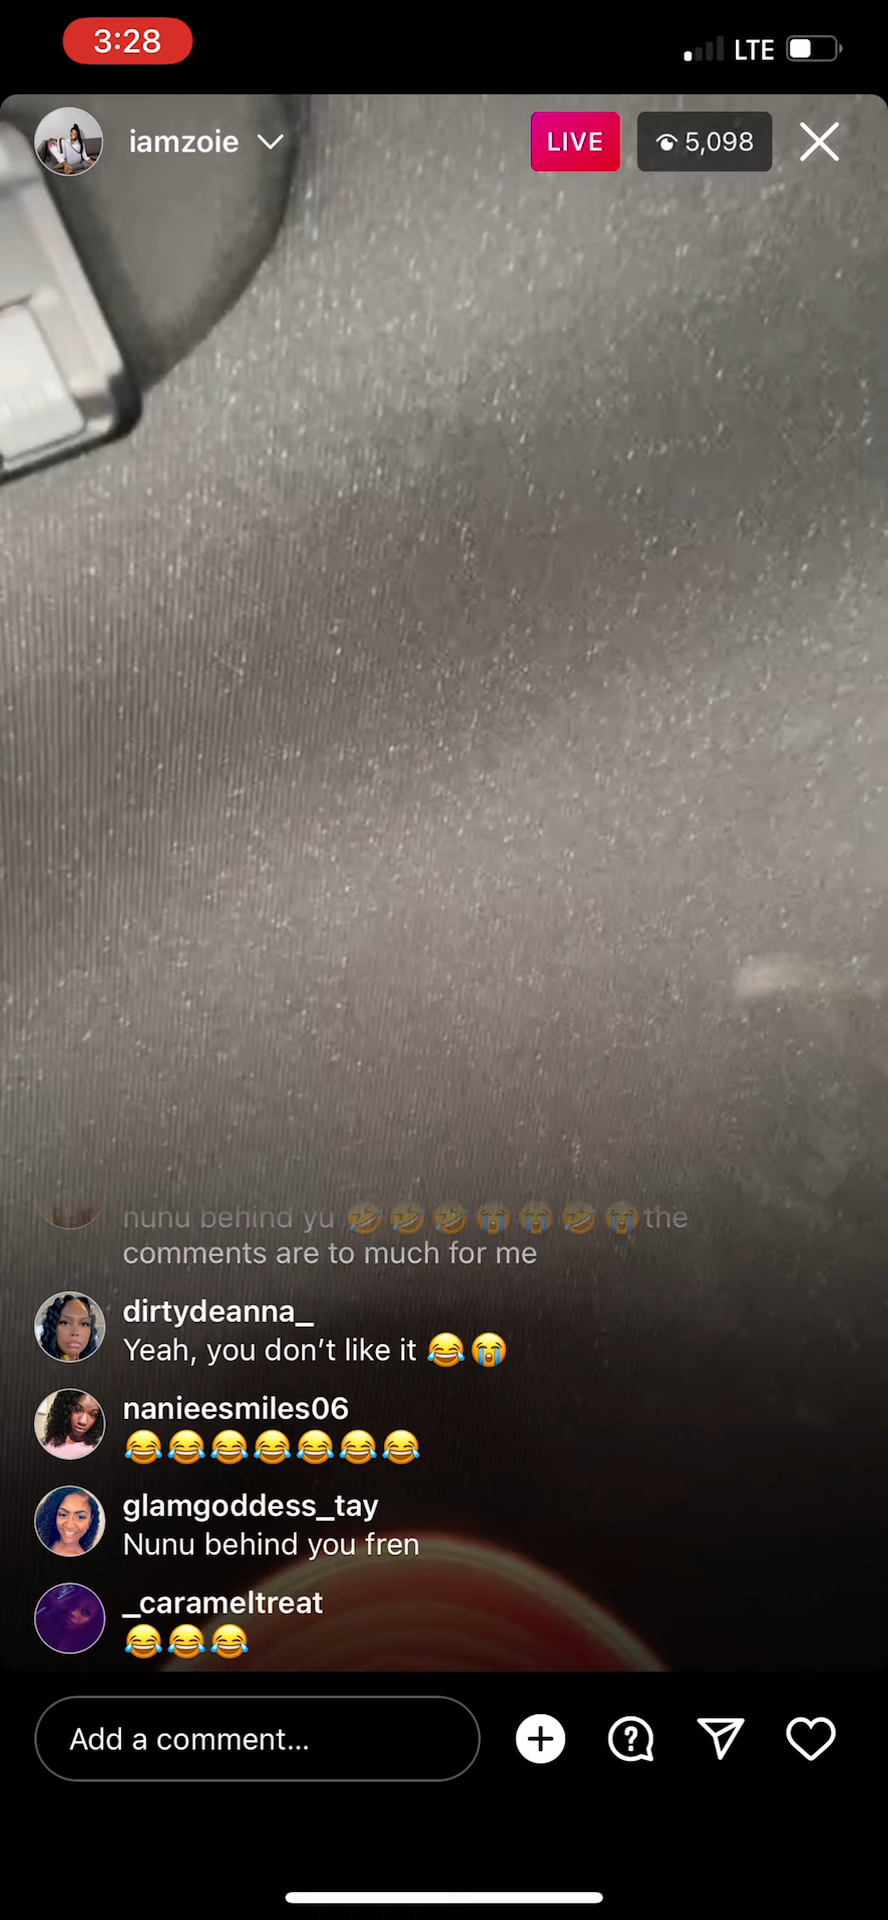 3:28
LTE
iamzoie
LIVE
5,098
nunu behind yu 🤣🤣🤣😭😭🤣😭the
comments are to much for me
dirtydeanna_
Yeah, you don’t like it 😂😭
nanieesmiles06
😂😂😂😂😂😂😂
glamgoddess_tay
Nunu behind you fren
_carameltreat
😂😂😂
Add a comment...